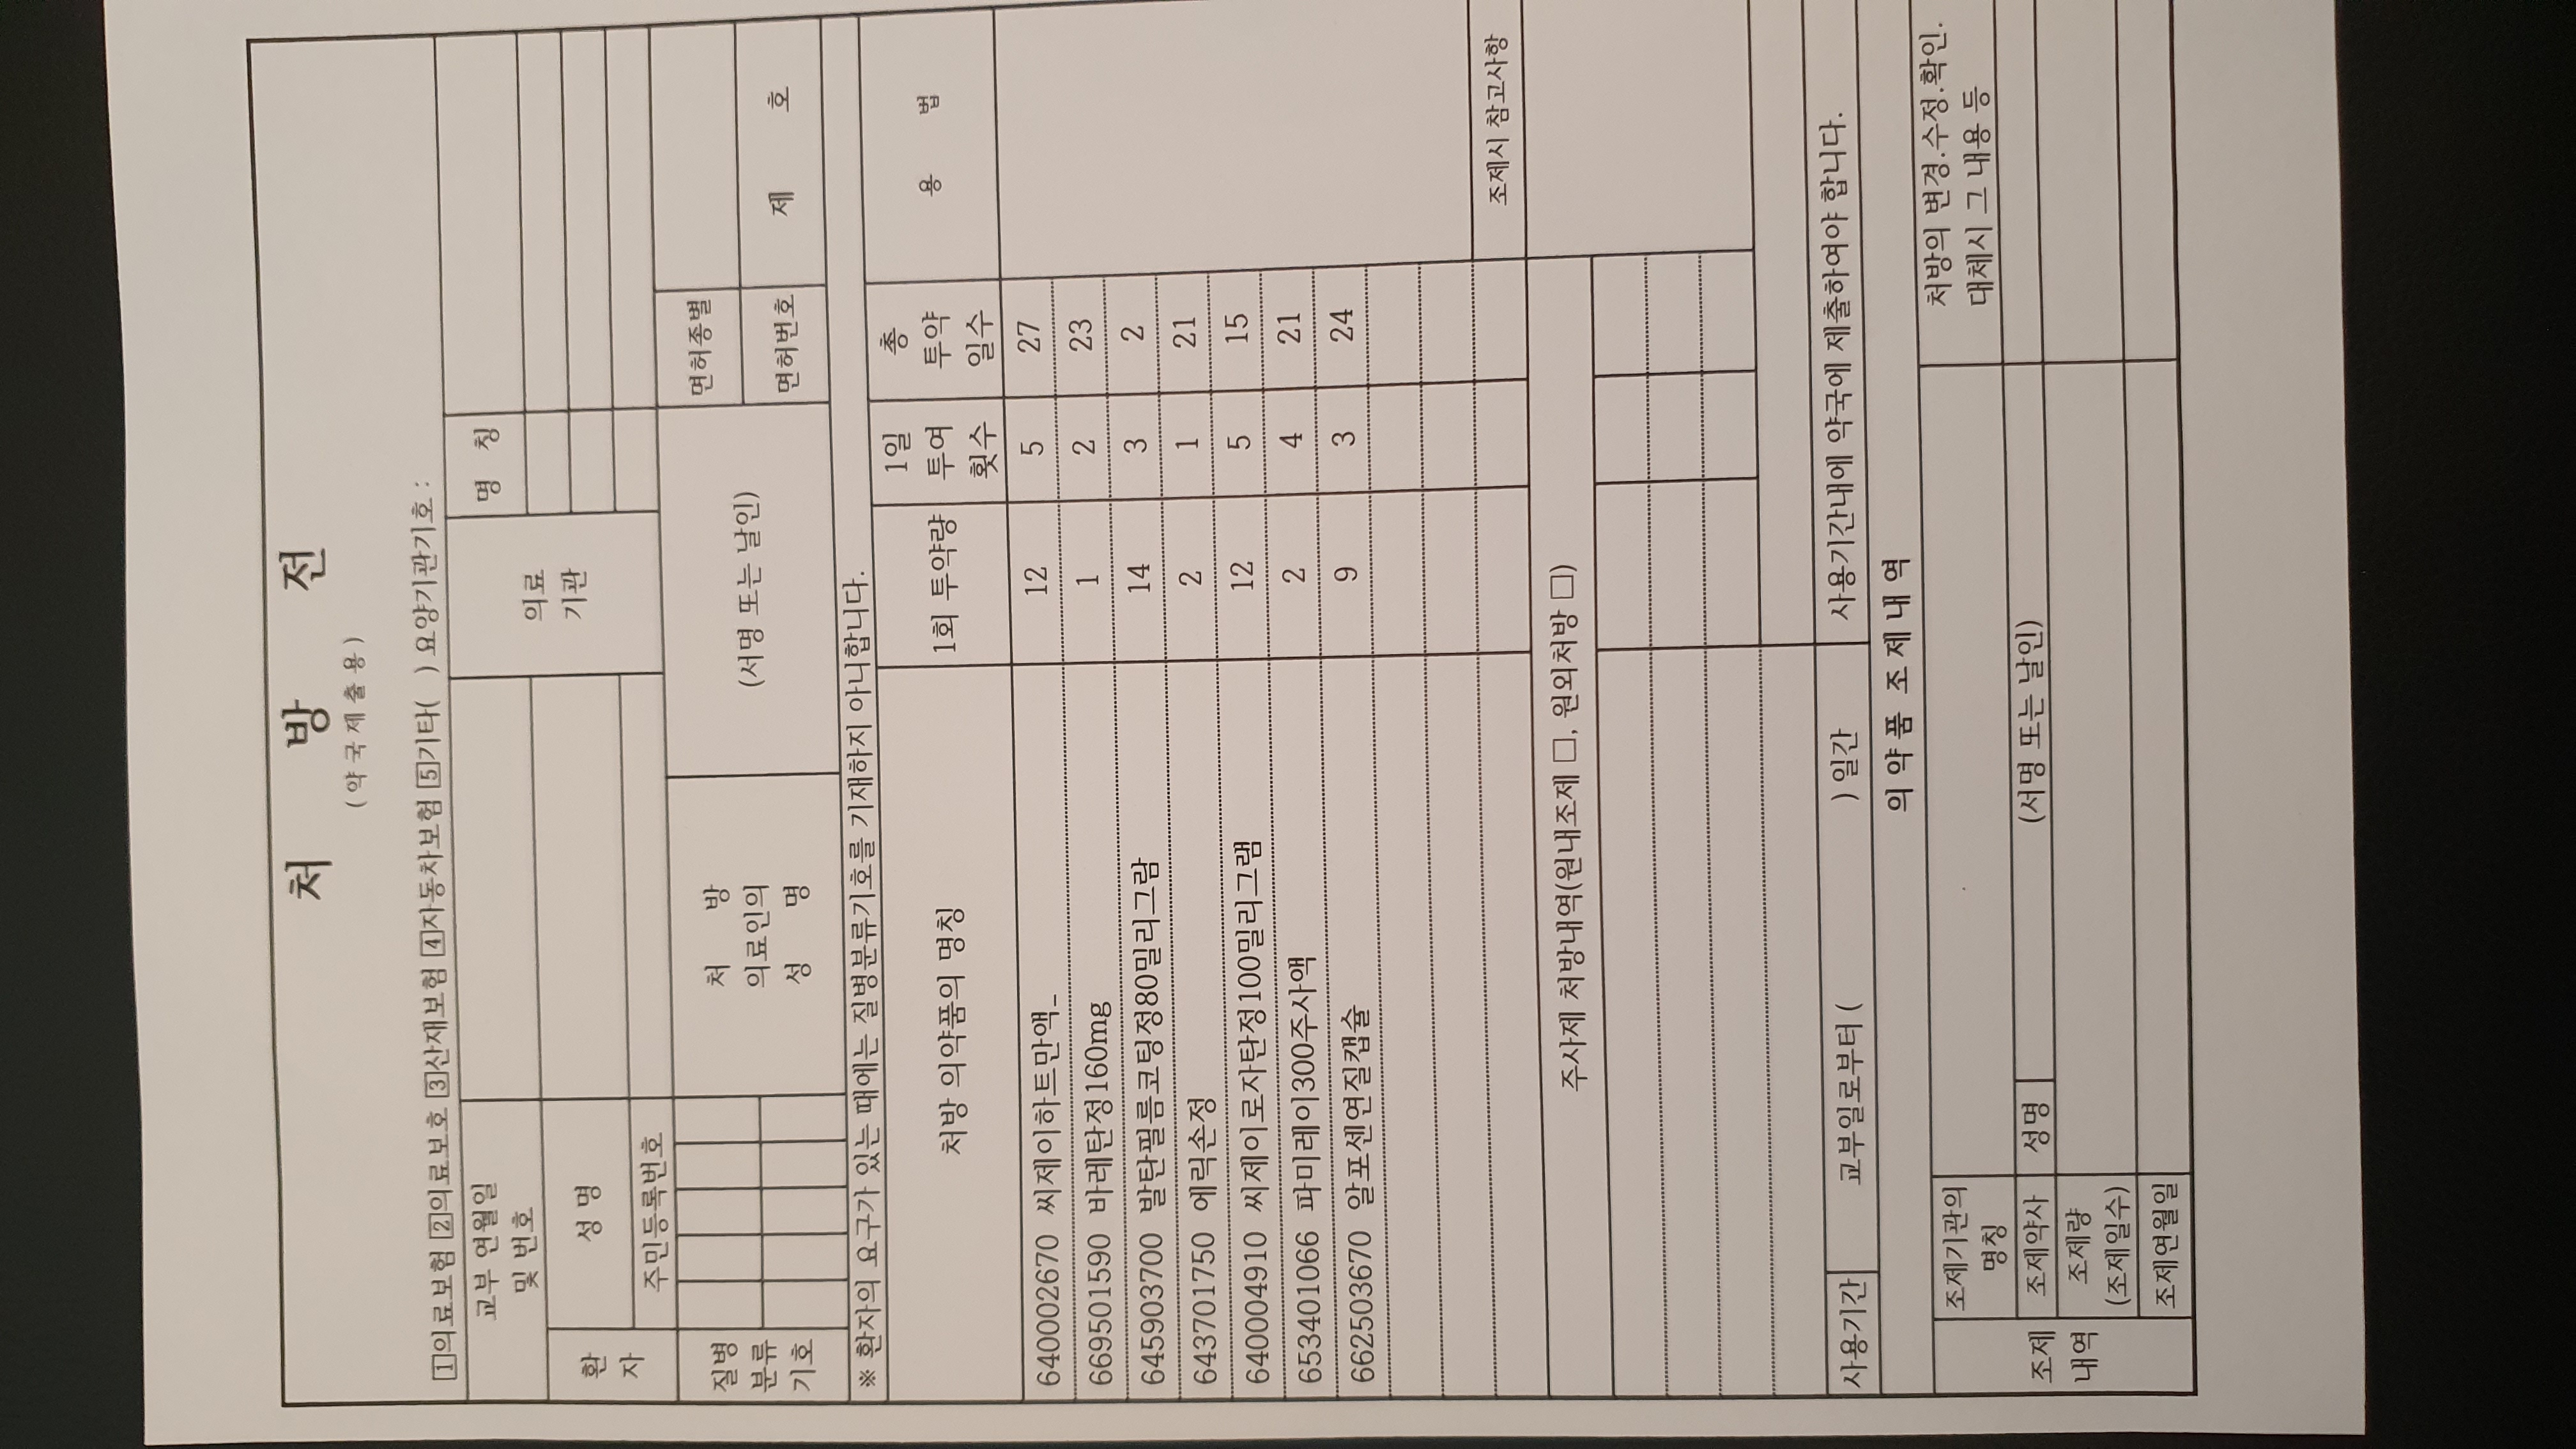 처 방 전
(약국제출용)
1의료보험 2의료보호 3산재보험 4자동차보험 5기타( ) 요양기관기호 :
교부 연월일
및 번호
의료
기관
명 칭
환
자
성 명
주민등록번호
질병
분류
기호
처 방
의료인의
성 명
(서명 또는 날인)
면허종별
면허번호
제 호
※ 환자의 요구가 있는 때에는 질병분류기호를 기재하지 아니합니다.
처방 의약품의 명칭
1회 투약량
1일
투여
횟수
총
투약
일수
용 법
640002670 씨제이하트만액_ 12 5 27
669501590 바레탄정160mg 1 2 23
645903700 발탄필름코팅정80밀리그람 14 3 2
643701750 에릭손정 2 1 21
640004910 씨제이로자탄정100밀리그램 12 5 15
653401066 파미레이300주사액 2 4 21
662503670 알포센연질캡슐 9 3 24
조제시 참고사항
주사제 처방내역(원내조제 □, 원외처방 □)
사용기간
교부일로부터 ( ) 일간
사용기간내에 약국에 제출하여야 합니다.
의 약 품 조 제 내 역
조제
내역
조제기관의
명칭
처방의 변경.수정.확인.
대체시 그 내용 등
조제약사
성명
(서명 또는 날인)
조제량
(조제일수)
조제연월일